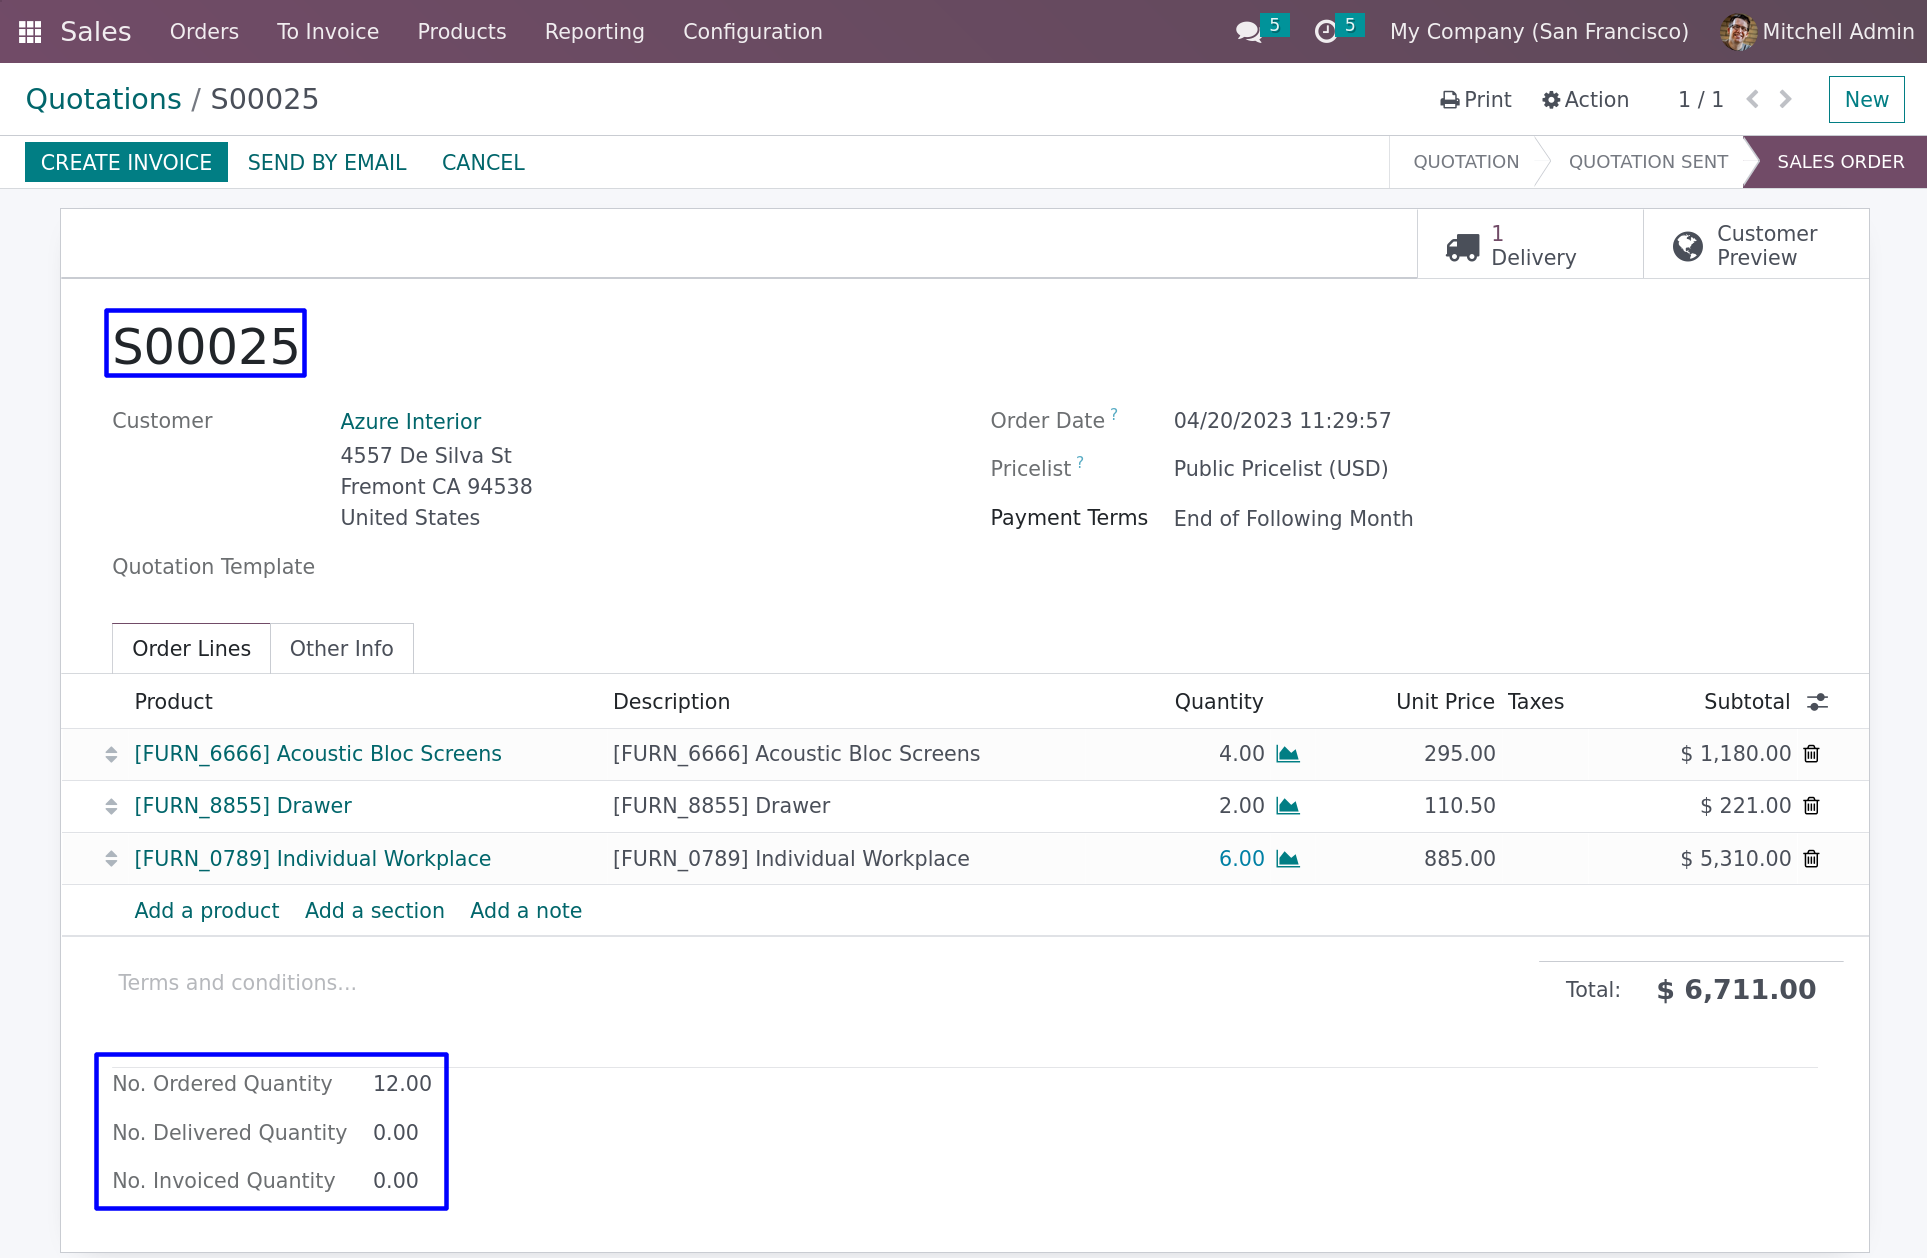 Sales Orders To Invoice Products Reporting Configuration 5 5 My Company (San Francisco) Mitchell Admin
Quotations / S00025 Print Action 1 / 1 New
CREATE INVOICE SEND BY EMAIL CANCEL QUOTATION QUOTATION SENT SALES ORDER
1 Delivery
Customer Preview
S00025
Customer Azure Interior
4557 De Silva St
Fremont CA 94538
United States
Quotation Template
Order Date ? 04/20/2023 11:29:57
Pricelist ? Public Pricelist (USD)
Payment Terms End of Following Month
Order Lines Other Info
Product Description Quantity Unit Price Taxes Subtotal
[FURN_6666] Acoustic Bloc Screens [FURN_6666] Acoustic Bloc Screens 4.00 295.00 $ 1,180.00
[FURN_8855] Drawer [FURN_8855] Drawer 2.00 110.50 $ 221.00
[FURN_0789] Individual Workplace [FURN_0789] Individual Workplace 6.00 885.00 $ 5,310.00
Add a product Add a section Add a note
Terms and conditions...
Total: $ 6,711.00
No. Ordered Quantity 12.00
No. Delivered Quantity 0.00
No. Invoiced Quantity 0.00